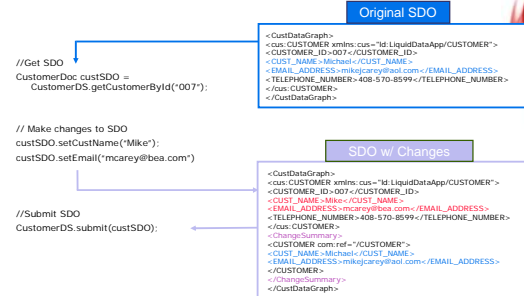 Original SDO
<CustDataGraph>
<cus:CUSTOMER xmlns:cus="ld:LiquidDataApp/CUSTOMER">
<CUSTOMER_ID>007</CUSTOMER_ID>
<CUST_NAME>Michael</CUST_NAME>
<EMAIL_ADDRESS>mikejcarey@aol.com</EMAIL_ADDRESS>
<TELEPHONE_NUMBER>408-570-8599</TELEPHONE_NUMBER>
</cus:CUSTOMER>
</CustDataGraph>
//Get SDO
CustomerDoc custSDO =
CustomerDS.getCustomerById("007");
// Make changes to SDO
custSDO.setCustName("Mike");
custSDO.setEmail("mcarey@bea.com")
//Submit SDO
CustomerDS.submit(custSDO);
SDO w/ Changes
<CustDataGraph>
<cus:CUSTOMER xmlns:cus="ld:LiquidDataApp/CUSTOMER">
<CUSTOMER_ID>007</CUSTOMER_ID>
<CUST_NAME>Mike</CUST_NAME>
<EMAIL_ADDRESS>mcarey@bea.com</EMAIL_ADDRESS>
<TELEPHONE_NUMBER>408-570-8599</TELEPHONE_NUMBER>
</cus:CUSTOMER>
<ChangeSummary>
<CUSTOMER com:ref="/CUSTOMER">
<CUST_NAME>Michael</CUST_NAME>
<EMAIL_ADDRESS>mikejcarey@aol.com</EMAIL_ADDRESS>
</CUSTOMER>
</ChangeSummary>
</CustDataGraph>